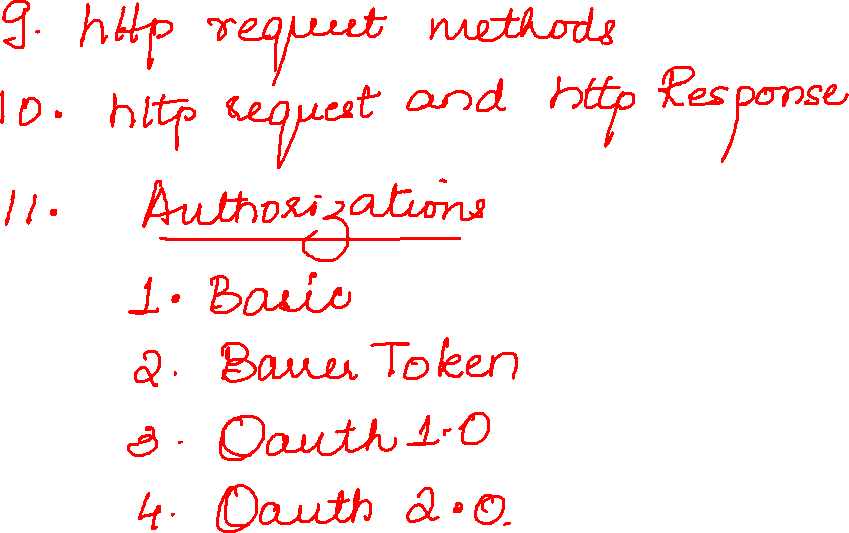 9. http request methods
10. http request and http Response
11. Authorizations
1. Basic
2. Barrer Token
3. Oauth 1.0
4. Oauth 2.0.